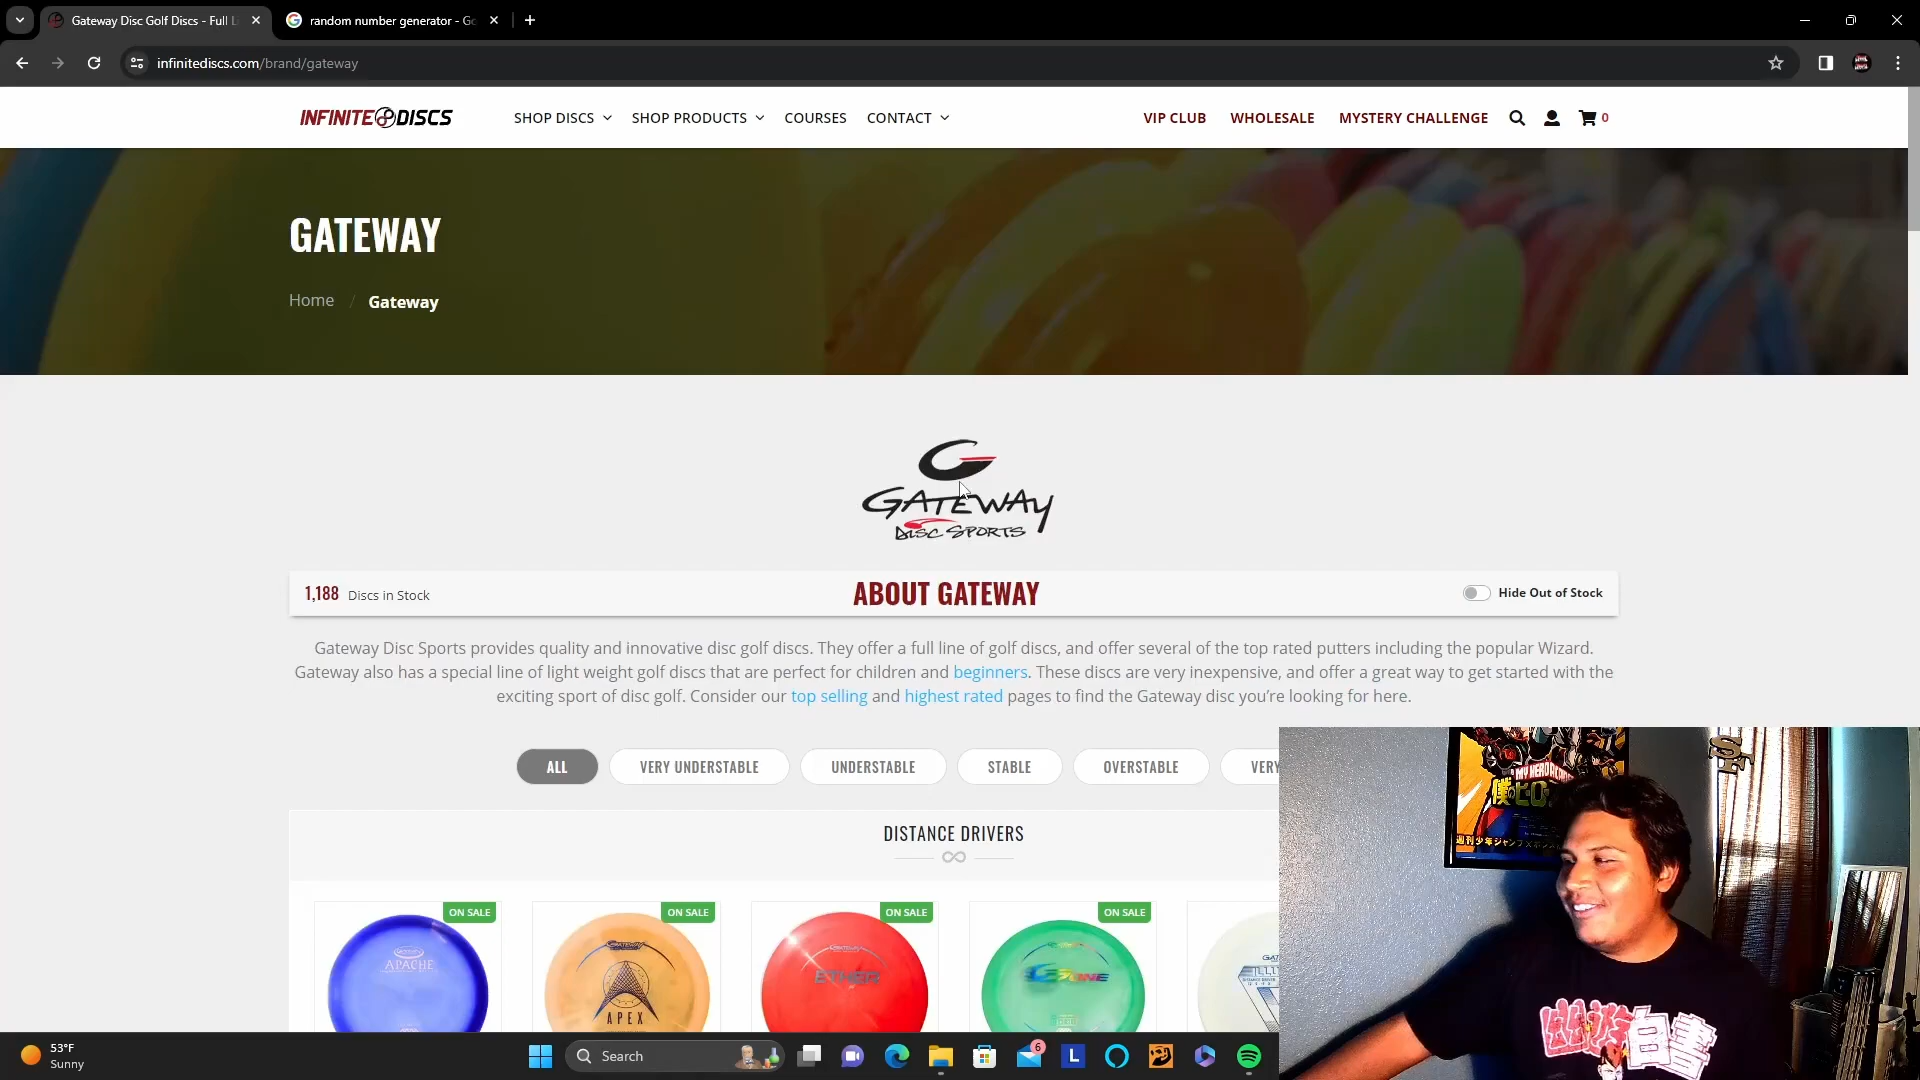 Gateway Disc Golf Discs - Full L
random number generator - Go
infinitediscs.com/brand/gateway
INFINITE DISCS
SHOP DISCS
SHOP PRODUCTS
COURSES
CONTACT
VIP CLUB
WHOLESALE
MYSTERY CHALLENGE
0
GATEWAY
Home / Gateway
GATEWAY
DISC SPORTS
1,188 Discs in Stock
ABOUT GATEWAY
Hide Out of Stock
Gateway Disc Sports provides quality and innovative disc golf discs. They offer a full line of golf discs, and offer several of the top rated putters including the popular Wizard.
Gateway also has a special line of light weight golf discs that are perfect for children and beginners. These discs are very inexpensive, and offer a great way to get started with the
exciting sport of disc golf. Consider our top selling and highest rated pages to find the Gateway disc you're looking for here.
ALL
VERY UNDERSTABLE
UNDERSTABLE
STABLE
OVERSTABLE
VERY
MY HERO ACADEM
DISTANCE DRIVERS
ON SALE
ON SALE
ON SALE
ON SALE
APACHE
APEX
ETHER
53°F
Sunny
Search
6
L
白書